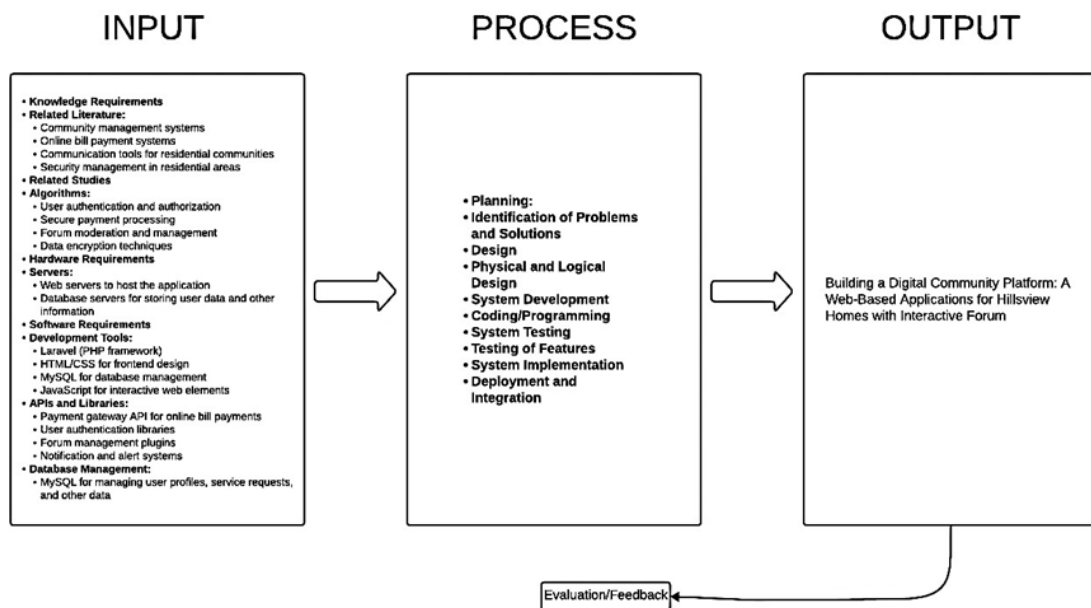 INPUT
PROCESS
OUTPUT
• Knowledge Requirements
• Related Literature:
• Community management systems
• Online bill payment systems
• Communication tools for residential communities
• Security management in residential areas
• Related Studies
• Algorithms:
• User authentication and authorization
• Secure payment processing
• Forum moderation and management
• Data encryption techniques
• Hardware Requirements
• Servers:
• Web servers to host the application
• Database servers for storing user data and other
information
• Software Requirements
• Development Tools:
• Laravel (PHP framework)
• HTML/CSS for frontend design
• MySQL for database management
• JavaScript for interactive web elements
• APIs and Libraries:
• Payment gateway API for online bill payments
• User authentication libraries
• Forum management plugins
• Notification and alert systems
• Database Management:
• MySQL for managing user profiles, service requests,
and other data
• Planning:
• Identification of Problems
and Solutions
• Design
• Physical and Logical
Design
• System Development
• Coding/Programming
• System Testing
• Testing of Features
• System Implementation
• Deployment and
Integration
Building a Digital Community Platform: A
Web-Based Applications for Hillsview
Homes with Interactive Forum
Evaluation/Feedback